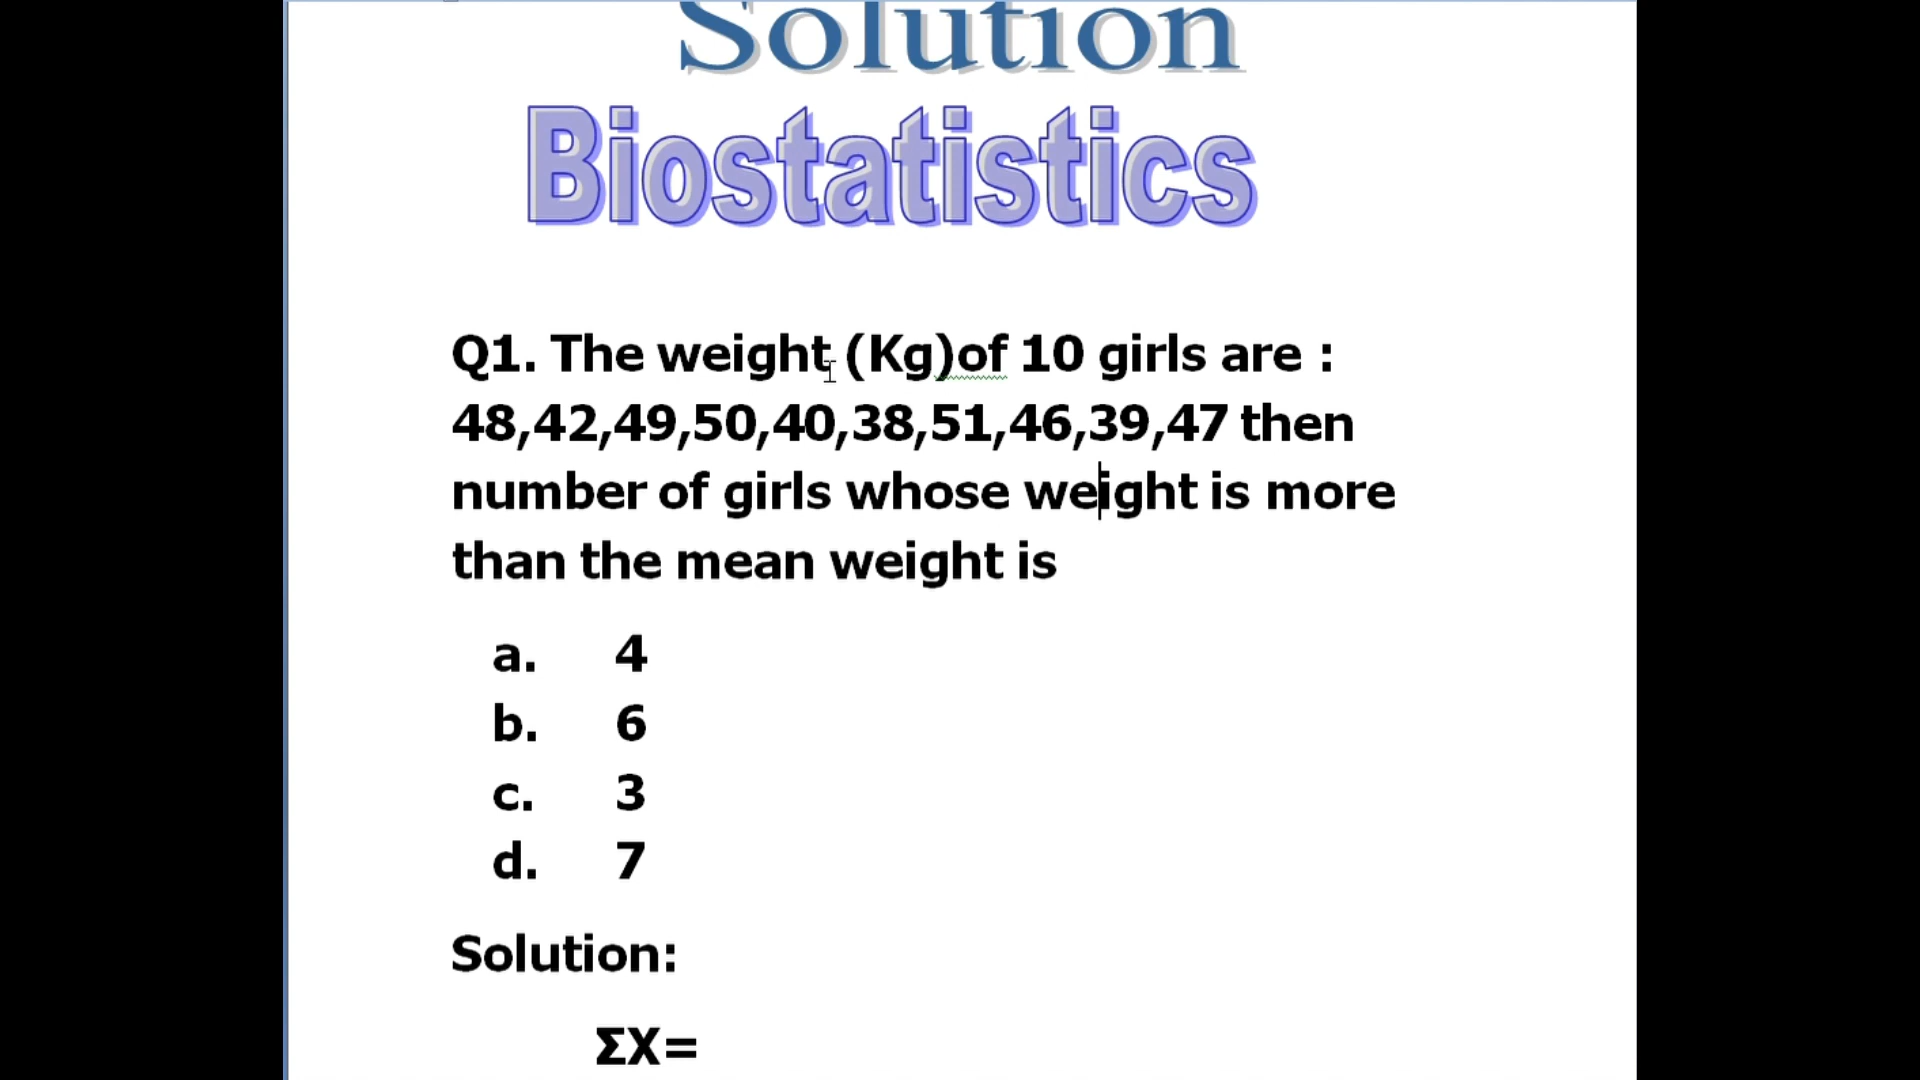 Solution
Biostatistics
Q1. The weight (Kg)of 10 girls are :
48,42,49,50,40,38,51,46,39,47 then
number of girls whose weight is more
than the mean weight is
a. 4
b. 6
c. 3
d. 7
Solution:
ΣX=